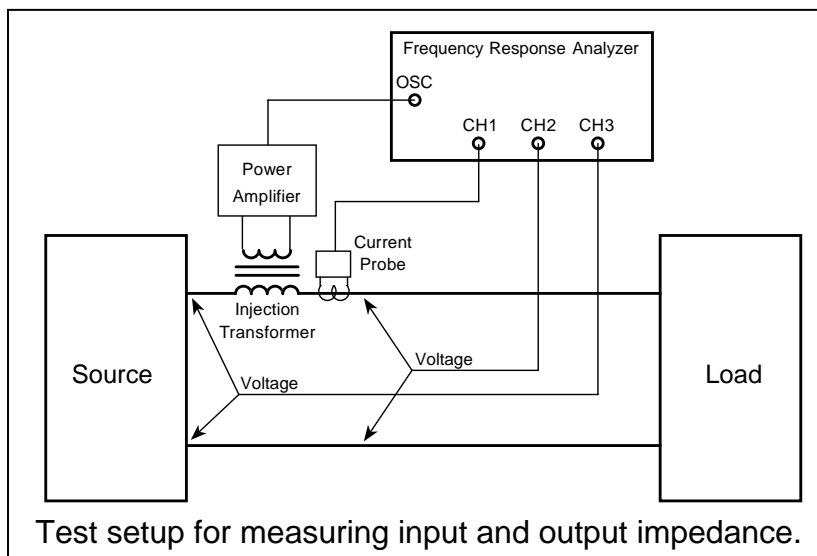 Frequency Response Analyzer
OSC
CH1 CH2 CH3
Power
Amplifier
Current
Probe
Injection
Transformer
Source
Voltage
Voltage
Load
Test setup for measuring input and output impedance.